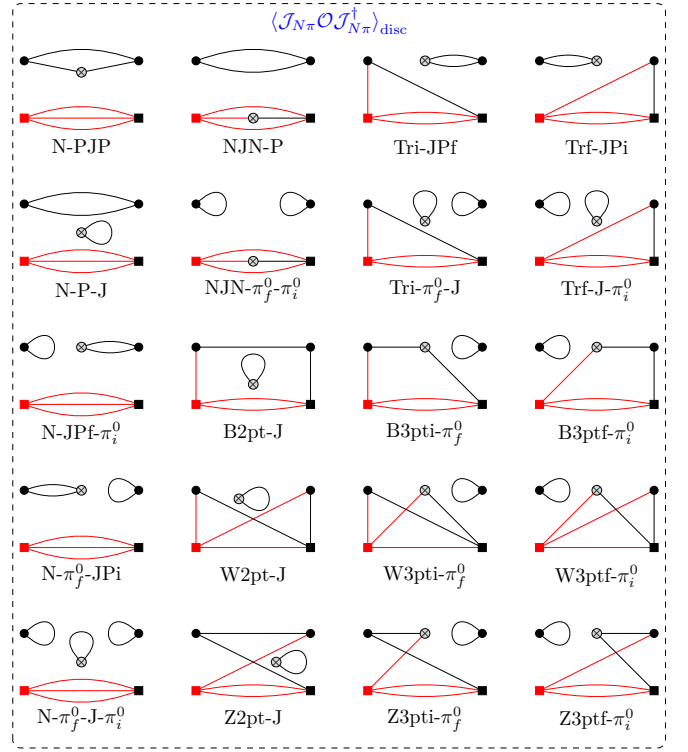 ⟨𝒥_{Nπ} 𝒪 𝒥†_{Nπ}⟩_disc
N-PJP NJN-P Tri-JPf Trf-JPi
N-P-J NJN-π_f^0-π_i^0 Tri-π_f^0-J Trf-J-π_i^0
N-JPf-π_i^0 B2pt-J B3pti-π_f^0 B3ptf-π_i^0
N-π_f^0-JPi W2pt-J W3pti-π_f^0 W3ptf-π_i^0
N-π_f^0-J-π_i^0 Z2pt-J Z3pti-π_f^0 Z3ptf-π_i^0